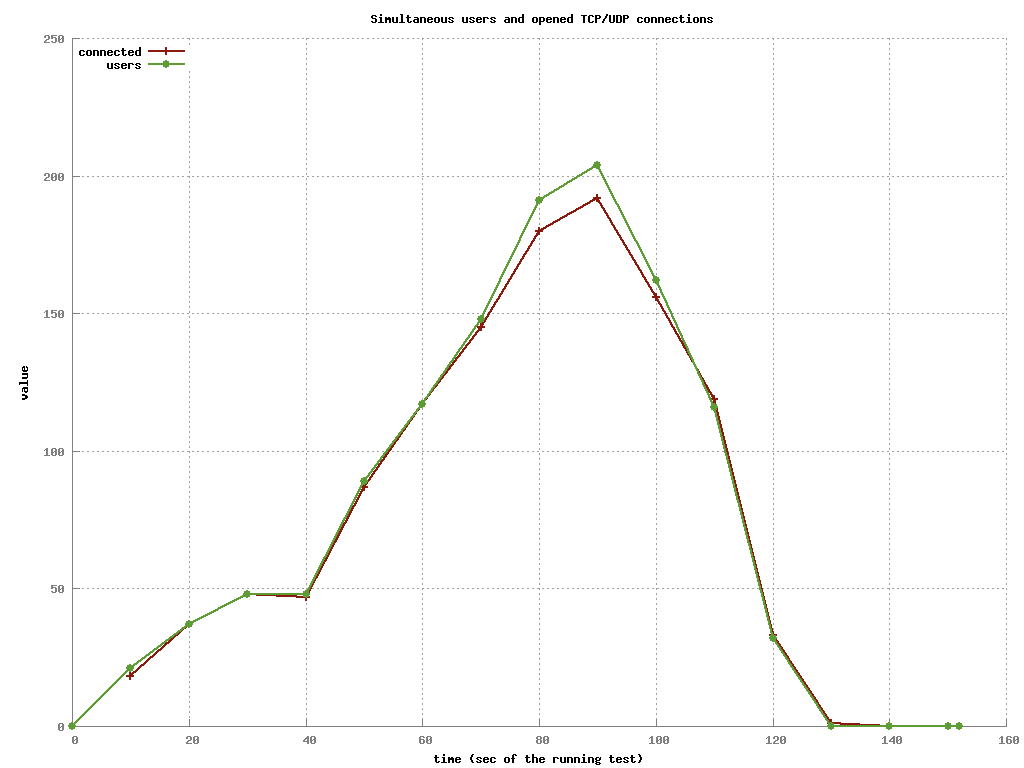 Simultaneous users and opened TCP/UDP connections
250
connected
users
200
150
value
100
50
0
0 20 40 60 80 100 120 140 160
time (sec of the running test)